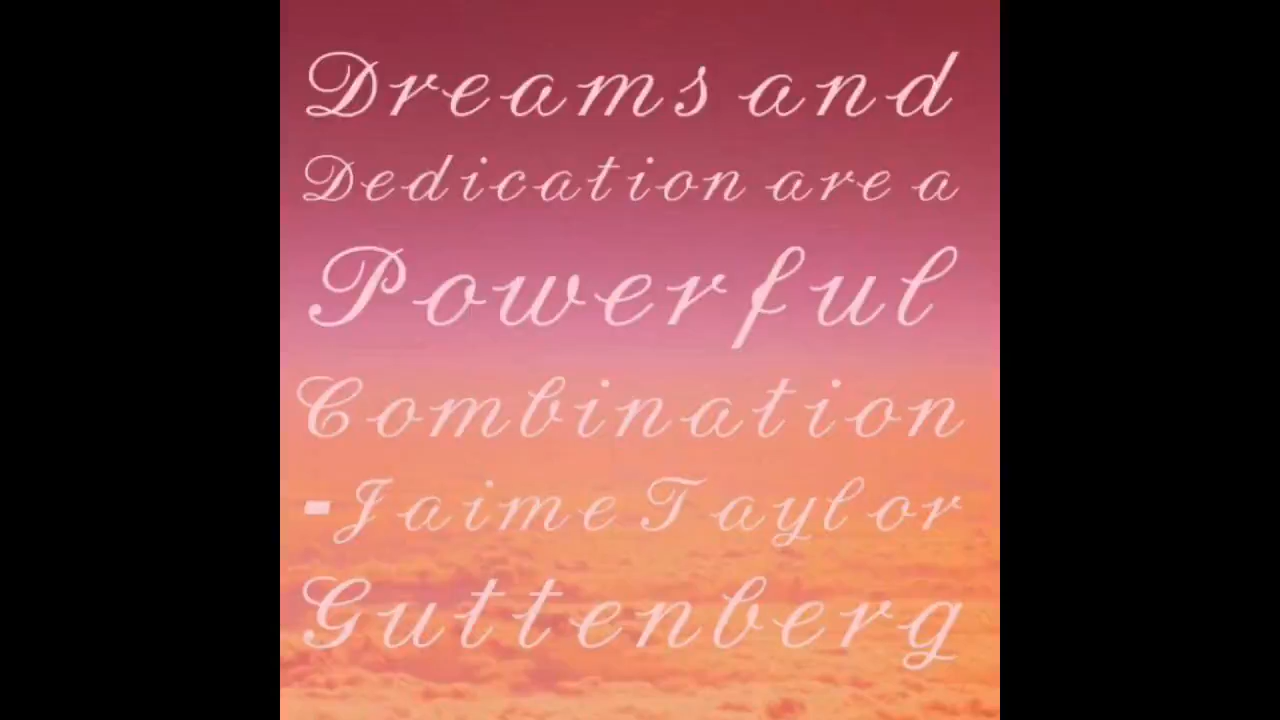 Dreams and
Dedication are a
Powerful
Combination
-Jaime Taylor
Guttenberg